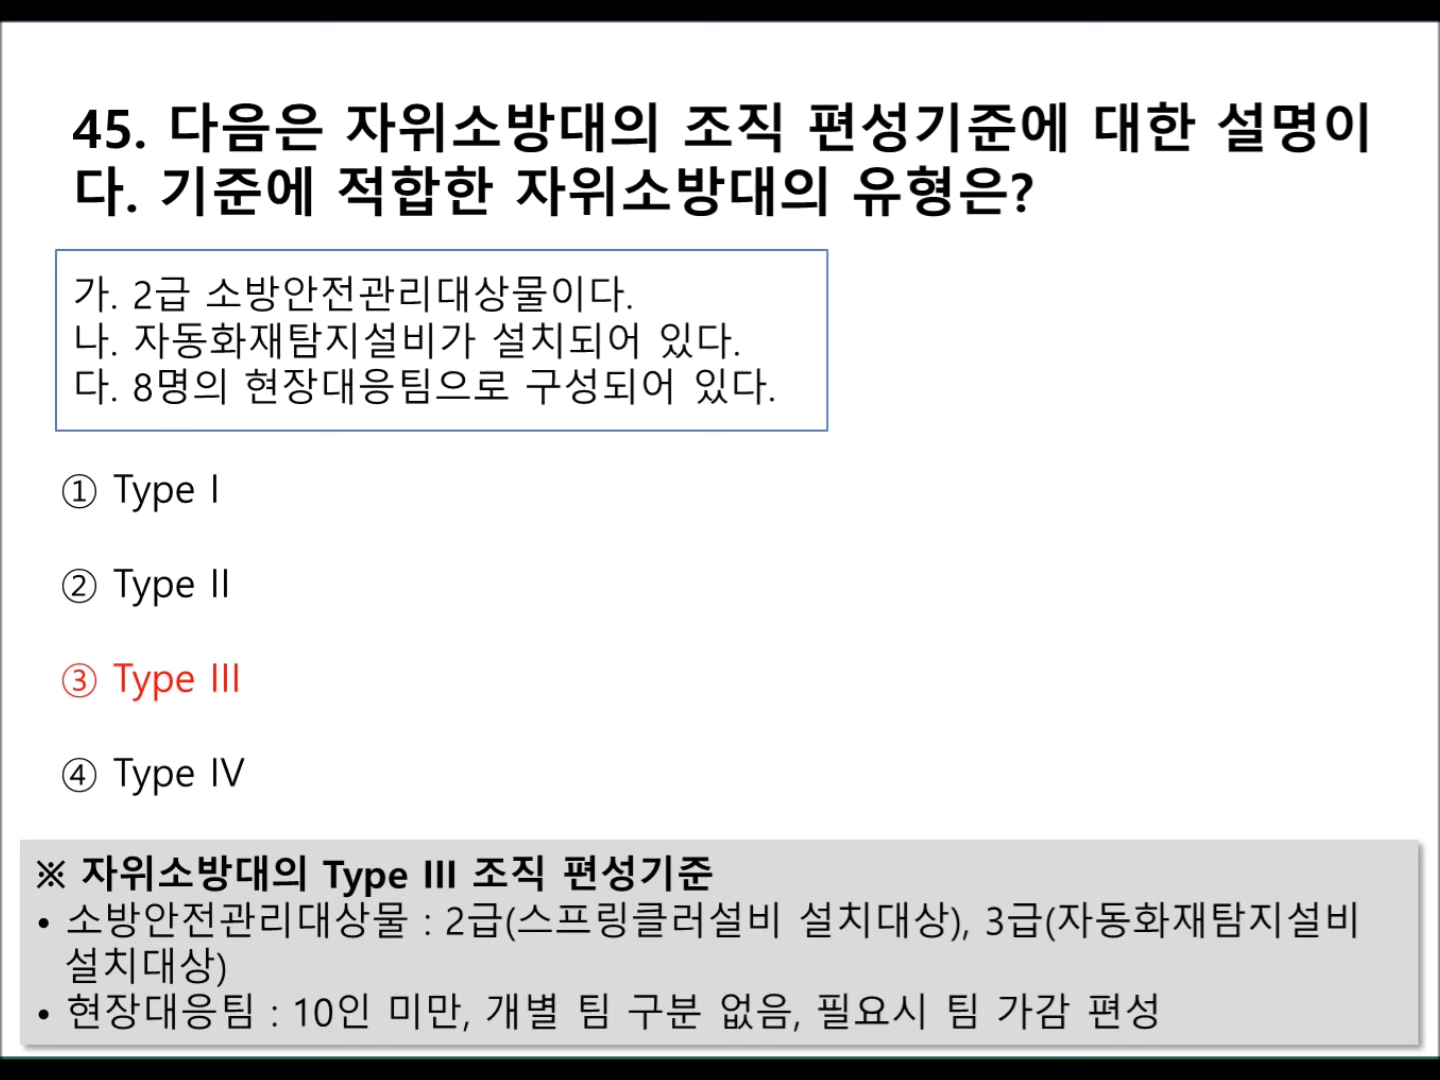 45. 다음은 자위소방대의 조직 편성기준에 대한 설명이
다. 기준에 적합한 자위소방대의 유형은?
가. 2급 소방안전관리대상물이다.
나. 자동화재탐지설비가 설치되어 있다.
다. 8명의 현장대응팀으로 구성되어 있다.
① Type I
② Type II
③ Type III
④ Type IV
※ 자위소방대의 Type III 조직 편성기준
• 소방안전관리대상물 : 2급(스프링클러설비 설치대상), 3급(자동화재탐지설비
설치대상)
• 현장대응팀 : 10인 미만, 개별 팀 구분 없음, 필요시 팀 가감 편성